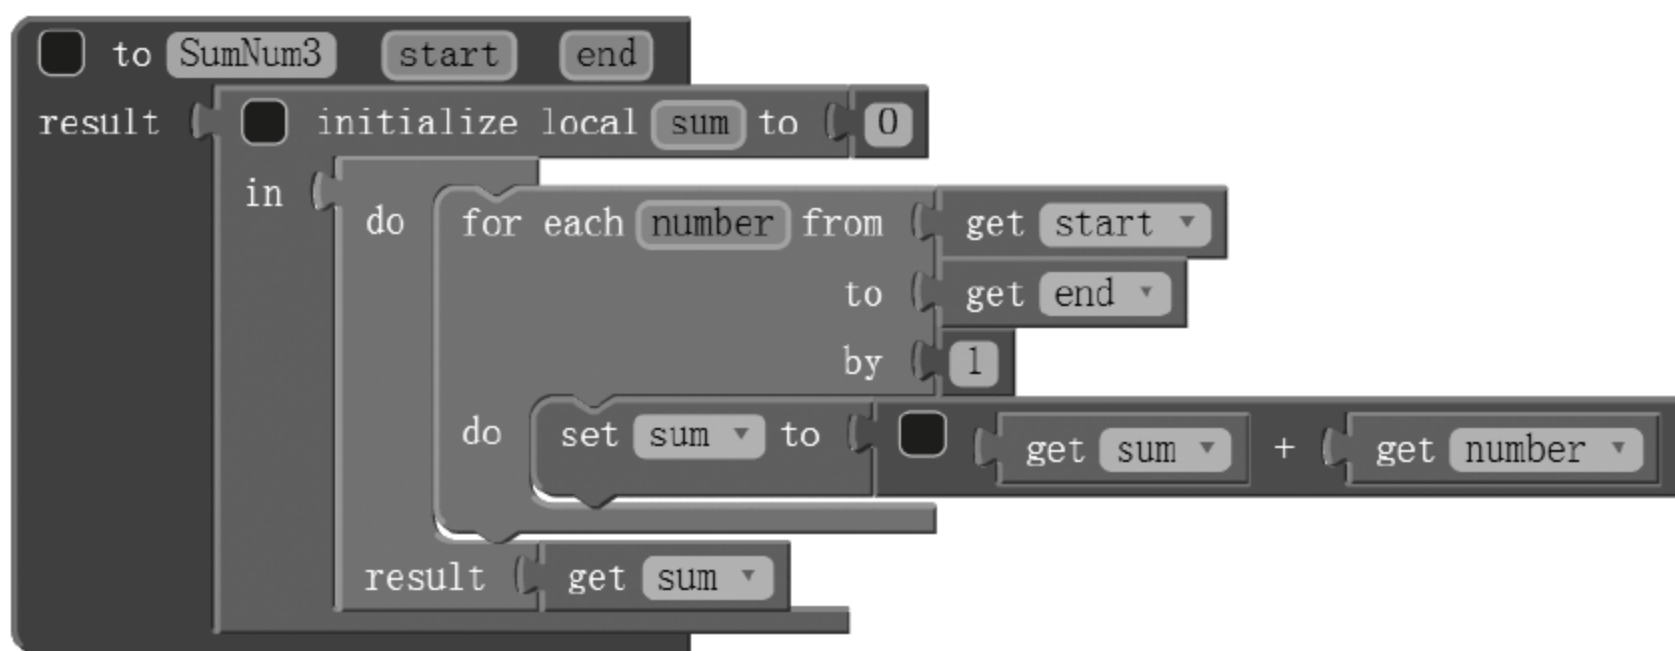 to SumNum3 start end
result initialize local sum to 0
in
do for each number from get start
to get end
by 1
do set sum to get sum + get number
result get sum